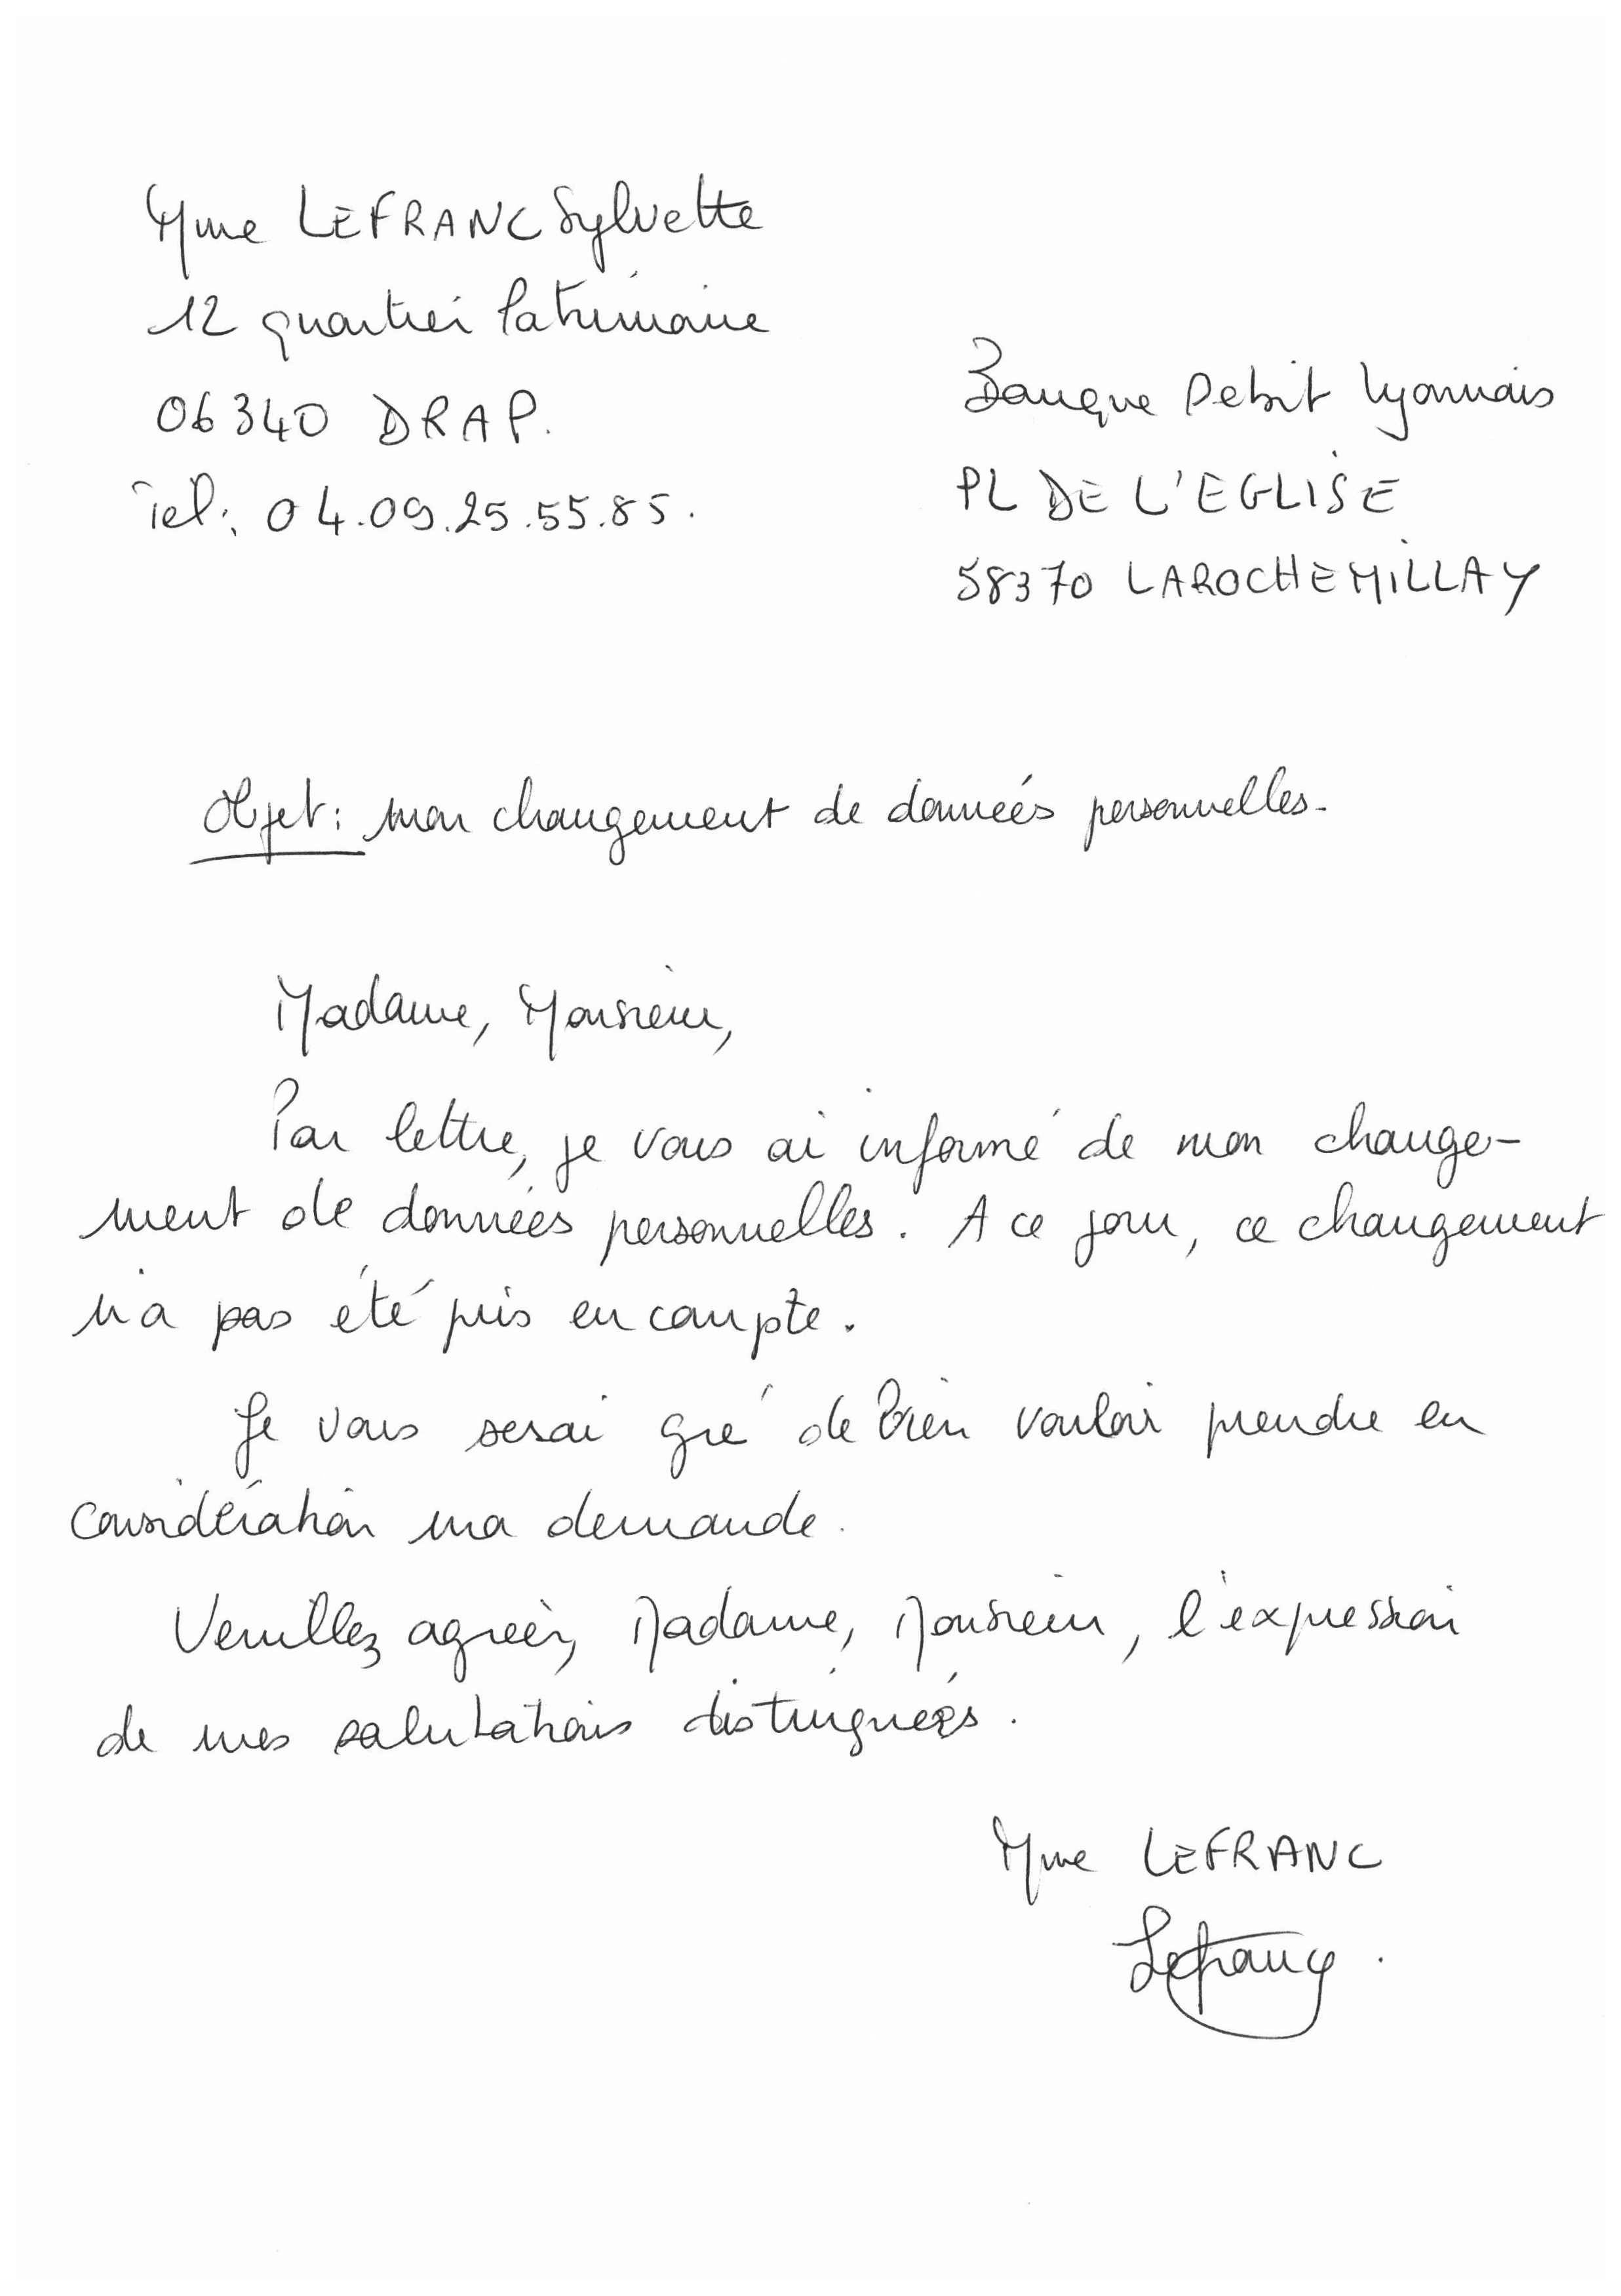 Mme LEFRANC Sylvette
12 quartier Patrimoine
06340 DRAP.
Tel: 04.09.25.55.85.
Banque Debit Lyonnais
PL DE L'EGLISE
58370 LAROCHEMILLAY
Objet: mon changement de données personnelles.
Madame, Monsieur,
Par lettre, je vous ai informé de mon change-
ment de données personnelles. A ce jour, ce changement
n'a pas été pris en compte.
Je vous serai gré de bien vouloir prendre en
considération ma demande.
Veuillez agréer, Madame, Monsieur, l'expression
de mes salutations distinguées.
Mme LEFRANC
Lefranc.